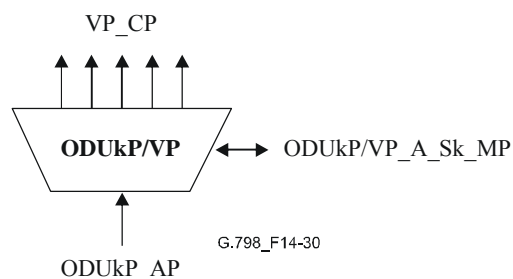 VP_CP
ODUkP/VP
ODUkP/VP_A_Sk_MP
G.798_F14-30
ODUkP_AP